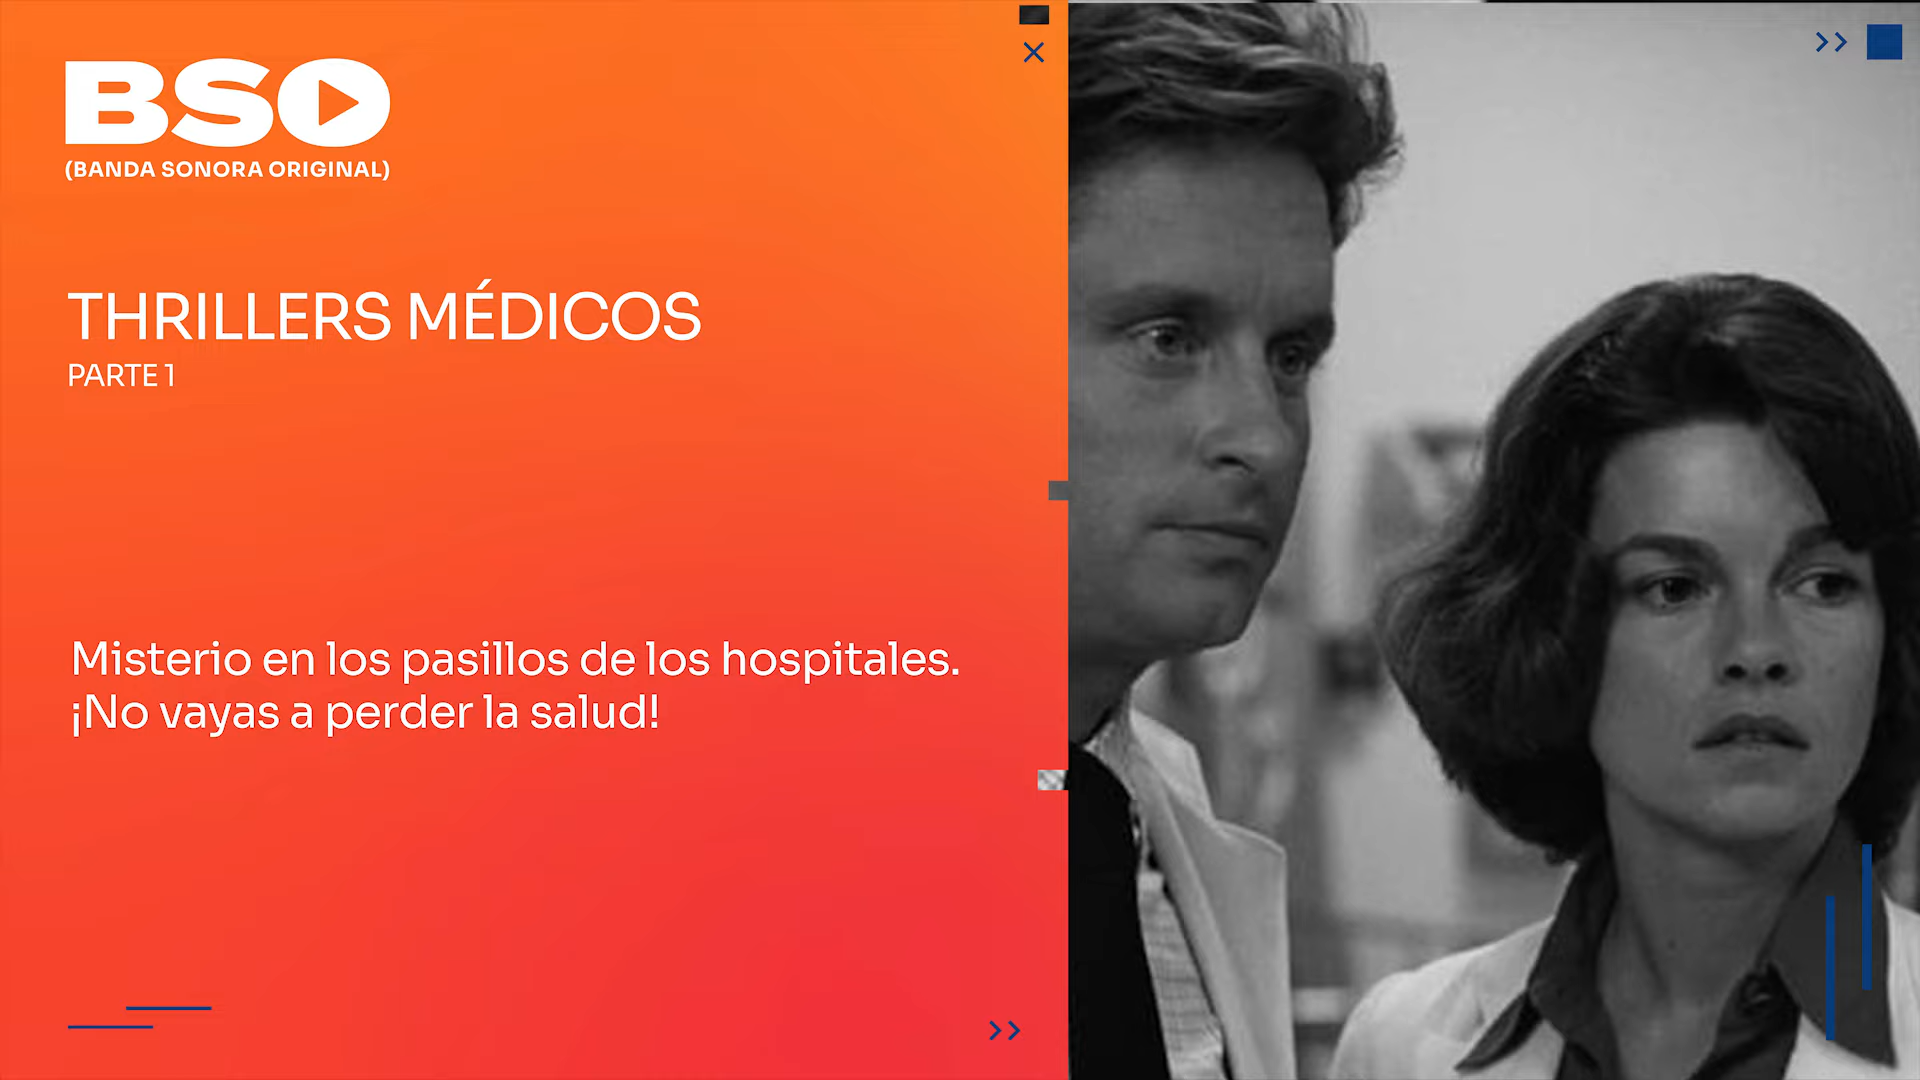 BSO
(BANDA SONORA ORIGINAL)
THRILLERS MÉDICOS
PARTE 1
Misterio en los pasillos de los hospitales.
¡No vayas a perder la salud!